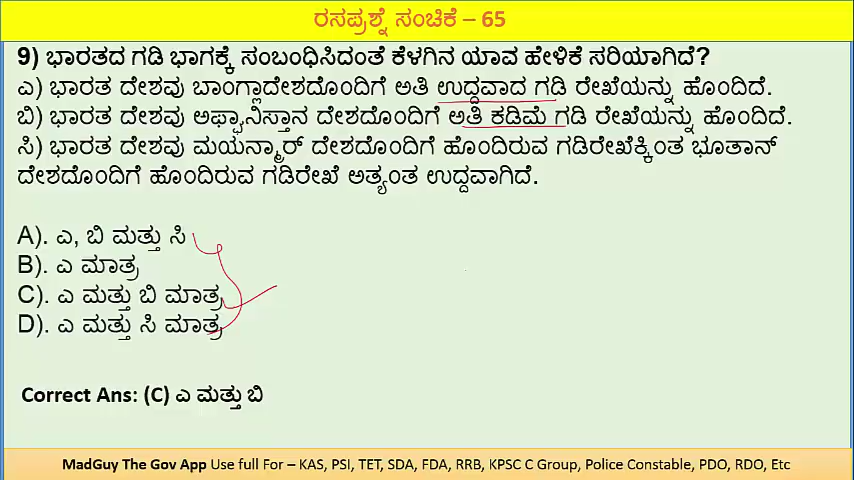 ರಸಪ್ರಶ್ನೆ ಸಂಚಿಕೆ – 65
9) ಭಾರತದ ಗಡಿ ಭಾಗಕ್ಕೆ ಸಂಬಂಧಿಸಿದಂತೆ ಕೆಳಗಿನ ಯಾವ ಹೇಳಿಕೆ ಸರಿಯಾಗಿದೆ?
ಎ) ಭಾರತ ದೇಶವು ಬಾಂಗ್ಲಾದೇಶದೊಂದಿಗೆ ಅತಿ ಉದ್ದವಾದ ಗಡಿ ರೇಖೆಯನ್ನು ಹೊಂದಿದೆ.
ಬಿ) ಭಾರತ ದೇಶವು ಅಫ್ಘಾನಿಸ್ತಾನ ದೇಶದೊಂದಿಗೆ ಅತಿ ಕಡಿಮೆ ಗಡಿ ರೇಖೆಯನ್ನು ಹೊಂದಿದೆ.
ಸಿ) ಭಾರತ ದೇಶವು ಮಯನ್ಮಾರ್ ದೇಶದೊಂದಿಗೆ ಹೊಂದಿರುವ ಗಡಿರೇಖೆಕ್ಕಿಂತ ಭೂತಾನ್
ದೇಶದೊಂದಿಗೆ ಹೊಂದಿರುವ ಗಡಿರೇಖೆ ಅತ್ಯಂತ ಉದ್ದವಾಗಿದೆ.
A). ಎ, ಬಿ ಮತ್ತು ಸಿ
B). ಎ ಮಾತ್ರ
C). ಎ ಮತ್ತು ಬಿ ಮಾತ್ರ
D). ಎ ಮತ್ತು ಸಿ ಮಾತ್ರ
Correct Ans: (C) ಎ ಮತ್ತು ಬಿ
MadGuy The Gov App Use full For – KAS, PSI, TET, SDA, FDA, RRB, KPSC C Group, Police Constable, PDO, RDO, Etc